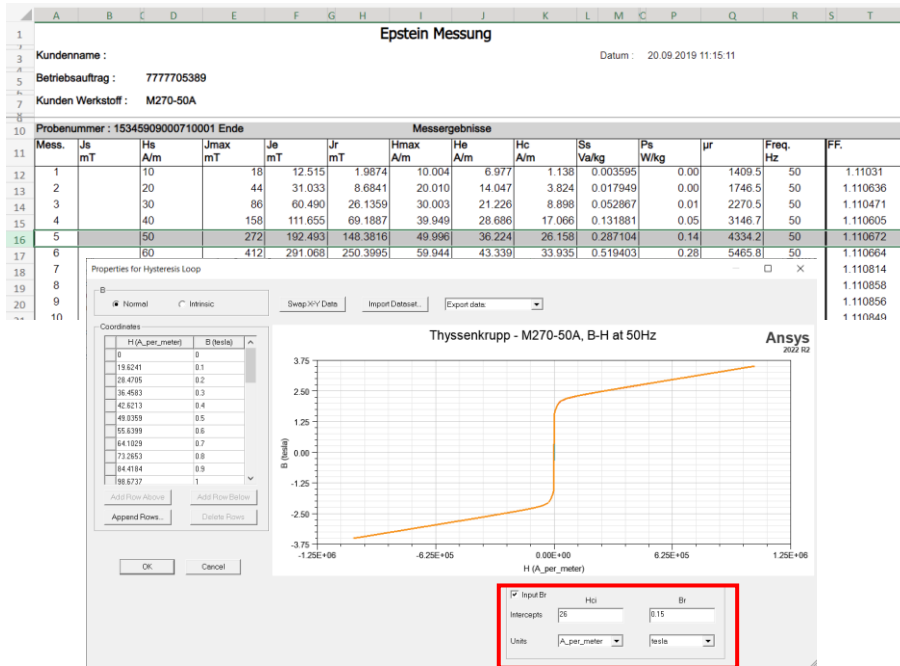 A B C D E F G H I J K L M O P Q R S T
1 Epstein Messung
3 Kundenname : Datum : 20.09.2019 11:15:11
5 Betriebsauftrag : 7777705389
7 Kunden Werkstoff : M270-50A
10 Probenummer : 15345909000710001 Ende Messergebnisse
11 Mess. Js Hs Jmax Je Jr Hmax He Hc Ss Ps µr Freq. FF.
mT A/m mT mT mT A/m A/m A/m Va/kg W/kg Hz
12 1 10 18 12.515 1.9874 10.004 6.977 1.138 0.003595 0.00 1409.5 50 1.11031
13 2 20 44 31.033 8.6841 20.010 14.047 3.824 0.017949 0.00 1746.5 50 1.110636
14 3 30 86 60.490 26.1359 30.003 21.226 8.898 0.052867 0.01 2270.5 50 1.110471
15 4 40 158 111.655 69.1887 39.949 28.686 17.066 0.131881 0.05 3146.7 50 1.110605
16 5 50 272 192.493 148.3816 49.996 36.224 26.158 0.287104 0.14 4334.2 50 1.110672
17 6 60 412 291.068 250.3995 59.944 43.339 33.935 0.519403 0.28 5465.8 50 1.110664
18 7 1.110814
19 8 1.110858
20 9 1.110856
10 1.110849
Properties for Hysteresis Loop
B
Normal Intrinsic Swap X-Y Data Import Dataset... Export data:
Coordinates
H (A_per_meter) B (tesla)
0 0
19.6241 0.1
28.4705 0.2
36.4583 0.3
42.6213 0.4
49.0359 0.5
55.6399 0.6
64.1029 0.7
73.2653 0.8
84.4184 0.9
98.6737 1
Add Row Above Add Row Below
Append Rows... Delete Rows
OK Cancel
Thyssenkrupp - M270-50A, B-H at 50Hz
Ansys
2022 R2
B (tesla)
3.75
2.50
1.25
0.00
-1.25
-2.50
-3.75
-1.25E+06 -6.25E+05 0.00E+00 6.25E+05 1.25E+06
H (A_per_meter)
Input Br Hci Br
Intercepts 26 0.15
Units A_per_meter tesla